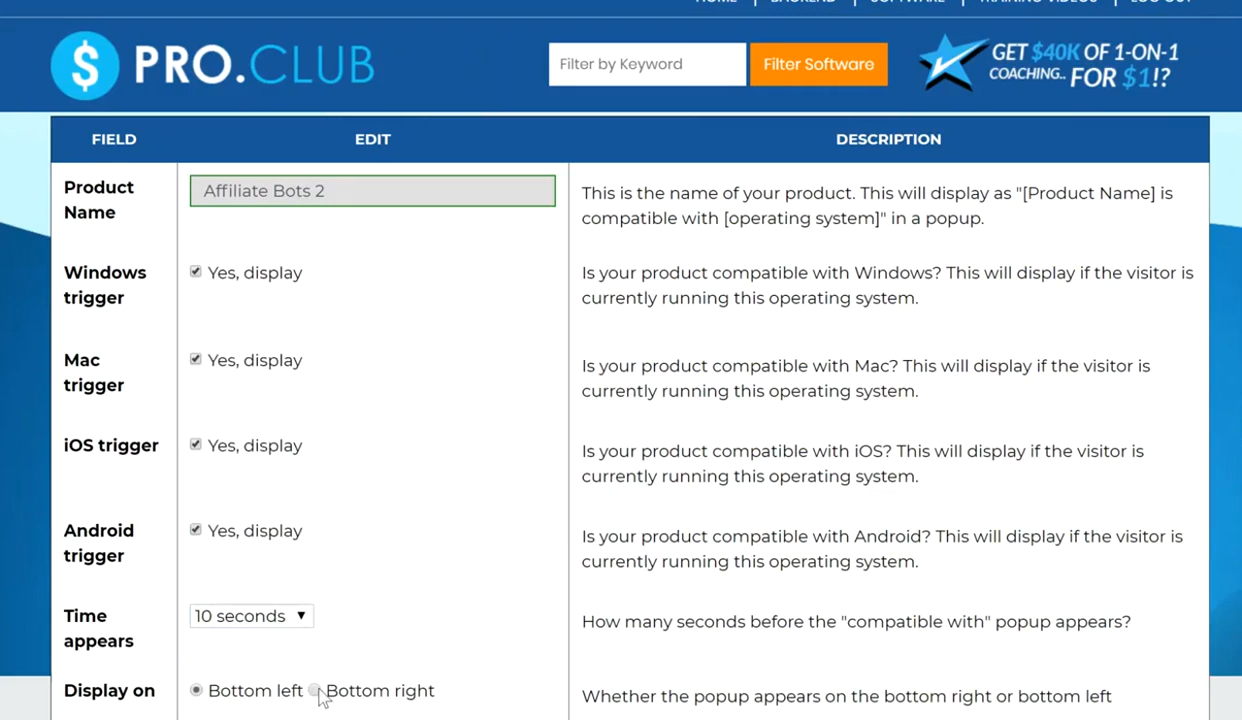 HOME | BACKEND | SOFTWARE | TRAINING VIDEOS | LOG OUT
$ PRO.CLUB
Filter by Keyword
Filter Software
GET $40K OF 1-ON-1
COACHING.. FOR $1!?
FIELD EDIT DESCRIPTION
Product
Name
Affiliate Bots 2
This is the name of your product. This will display as "[Product Name] is
compatible with [operating system]" in a popup.
Windows
trigger
Yes, display
Is your product compatible with Windows? This will display if the visitor is
currently running this operating system.
Mac
trigger
Yes, display
Is your product compatible with Mac? This will display if the visitor is
currently running this operating system.
iOS trigger
Yes, display
Is your product compatible with iOS? This will display if the visitor is
currently running this operating system.
Android
trigger
Yes, display
Is your product compatible with Android? This will display if the visitor is
currently running this operating system.
Time
appears
10 seconds
How many seconds before the "compatible with" popup appears?
Display on
Bottom left Bottom right
Whether the popup appears on the bottom right or bottom left